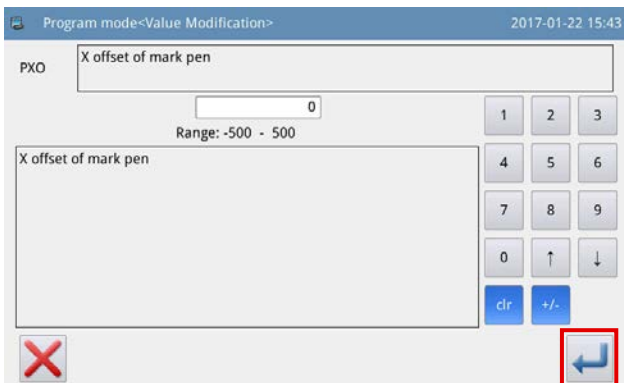 Program mode<Value Modification> 2017-01-22 15:43
PXO X offset of mark pen
0
Range: -500 - 500
X offset of mark pen
1 2 3
4 5 6
7 8 9
0 ↑ ↓
clr +/-